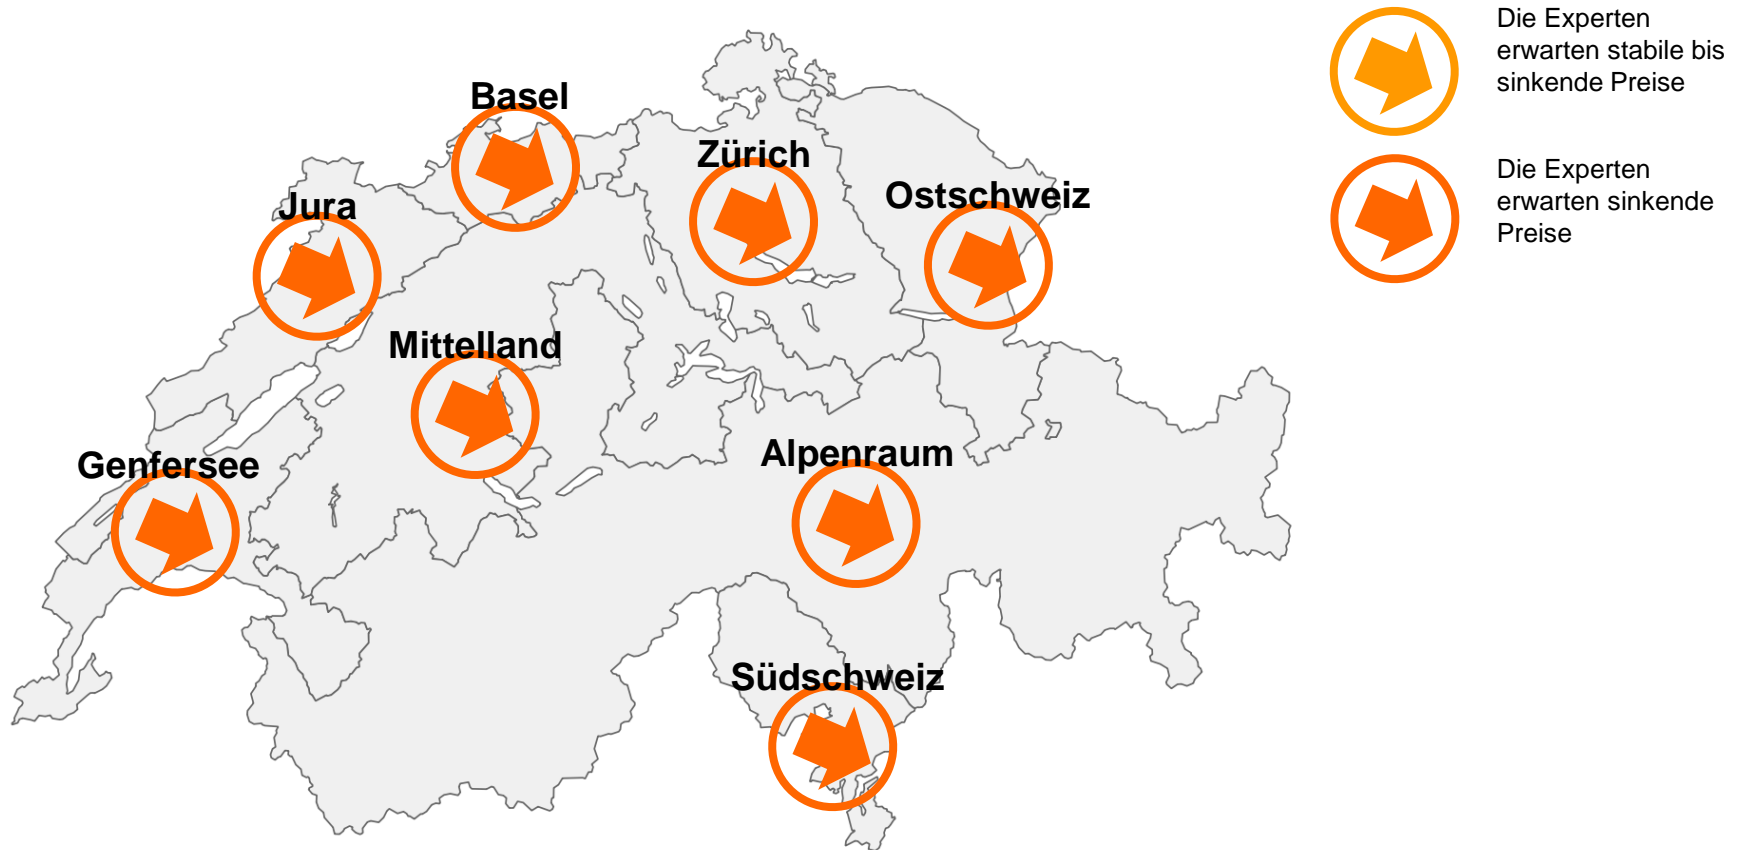 Die Experten
erwarten stabile bis
sinkende Preise
Die Experten
erwarten sinkende
Preise
Basel
Zürich
Ostschweiz
Jura
Mittelland
Genfersee
Alpenraum
Südschweiz